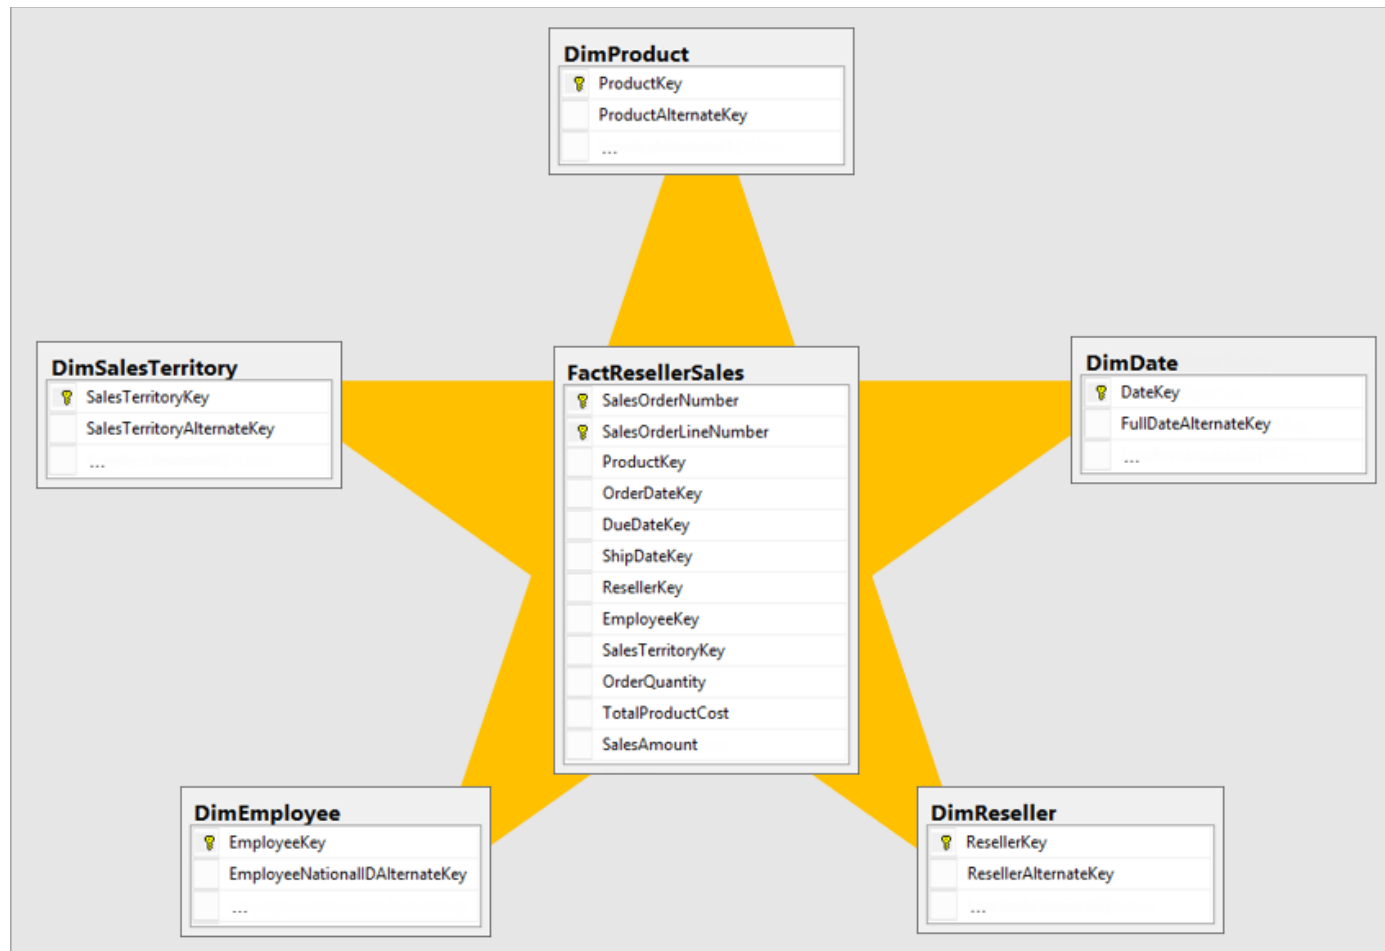 DimProduct
ProductKey
ProductAlternateKey
...
DimSalesTerritory
SalesTerritoryKey
SalesTerritoryAlternateKey
...
FactResellerSales
SalesOrderNumber
SalesOrderLineNumber
ProductKey
OrderDateKey
DueDateKey
ShipDateKey
ResellerKey
EmployeeKey
SalesTerritoryKey
OrderQuantity
TotalProductCost
SalesAmount
DimDate
DateKey
FullDateAlternateKey
...
DimEmployee
EmployeeKey
EmployeeNationalIDAlternateKey
...
DimReseller
ResellerKey
ResellerAlternateKey
...